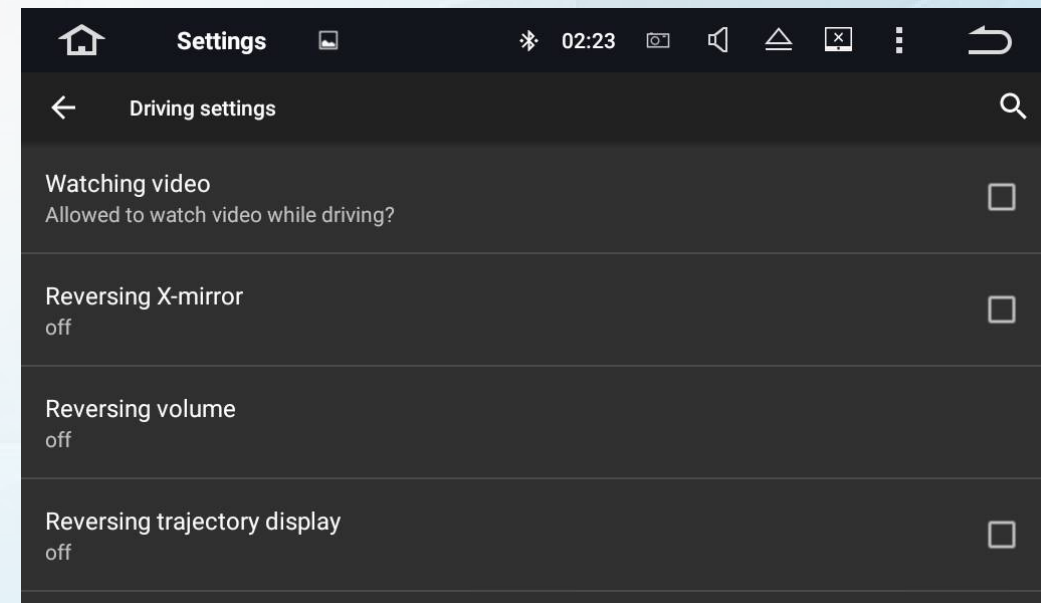 Settings
02:23
Driving settings
Watching video
Allowed to watch video while driving?
Reversing X-mirror
off
Reversing volume
off
Reversing trajectory display
off